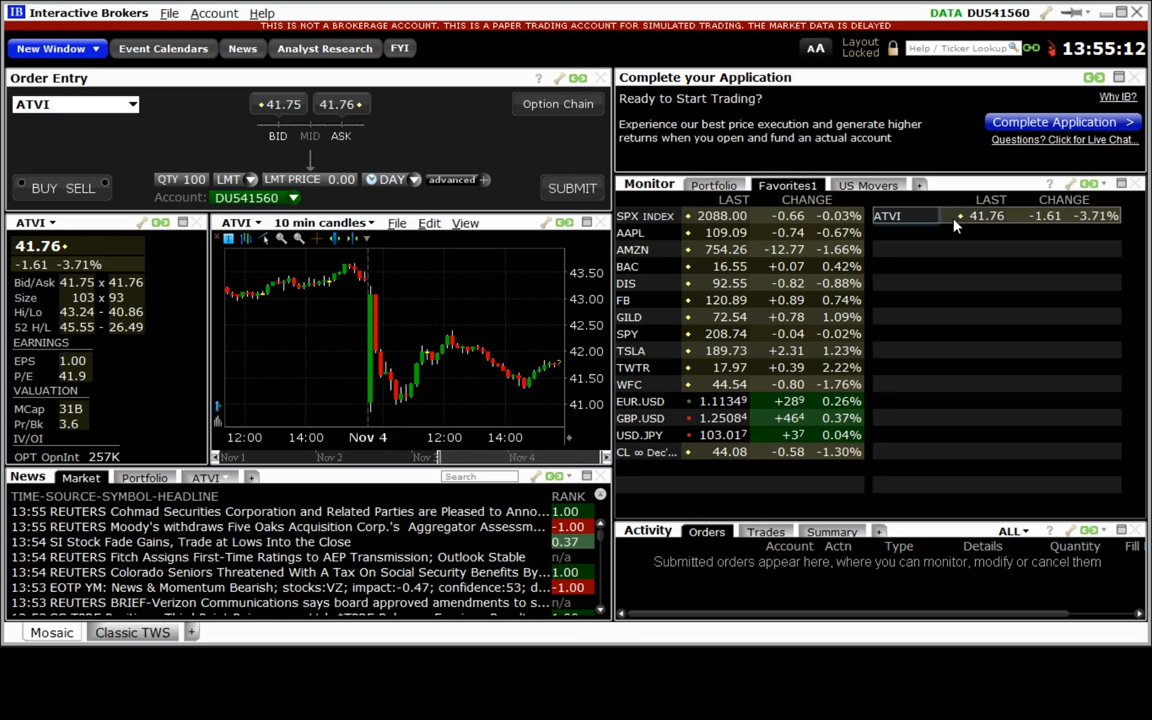 IB Interactive Brokers File Account Help DATA DU541560
THIS IS NOT A BROKERAGE ACCOUNT. THIS IS A PAPER TRADING ACCOUNT FOR SIMULATED TRADING. THE MARKET DATA IS DELAYED
New Window Event Calendars News Analyst Research FYI AA Layout Locked Help / Ticker Lookup 13:55:12
Order Entry ?
ATVI 41.75 41.76 Option Chain
BID MID ASK
BUY SELL QTY 100 LMT LMT PRICE 0.00 DAY advanced + SUBMIT
Account: DU541560
Complete your Application
Ready to Start Trading? Why IB?
Experience our best price execution and generate higher
returns when you open and fund an actual account
Complete Application >
Questions? Click for Live Chat...
ATVI
41.76
-1.61 -3.71%
Bid/Ask 41.75 x 41.76
Size 103 x 93
Hi/Lo 43.24 - 40.86
52 H/L 45.55 - 26.49
EARNINGS
EPS 1.00
P/E 41.9
VALUATION
MCap 31B
Pr/Bk 3.6
IV/OI
OPT OpnInt 257K
ATVI 10 min candles File Edit View
1
43.50
43.00
42.50
42.00
41.50
41.00
12:00 14:00 Nov 4 12:00 14:00
Nov 1 Nov 2 Nov 3 Nov 4
Monitor Portfolio Favorites1 US Movers + ?
LAST CHANGE LAST CHANGE
SPX INDEX 2088.00 -0.66 -0.03% ATVI 41.76 -1.61 -3.71%
AAPL 109.09 -0.74 -0.67%
AMZN 754.26 -12.77 -1.66%
BAC 16.55 +0.07 0.42%
DIS 92.55 -0.82 -0.88%
FB 120.89 +0.89 0.74%
GILD 72.54 +0.78 1.09%
SPY 208.74 -0.04 -0.02%
TSLA 189.73 +2.31 1.23%
TWTR 17.97 +0.39 2.22%
WFC 44.54 -0.80 -1.76%
EUR.USD 1.11349 +289 0.26%
GBP.USD 1.25084 +464 0.37%
USD.JPY 103.017 +37 0.04%
CL ∞ Dec'... 44.08 -0.58 -1.30%
News Market Portfolio ATVI + Search
TIME-SOURCE-SYMBOL-HEADLINE RANK
13:55 REUTERS Cohmad Securities Corporation and Related Parties are Pleased to Anno... 1.00
13:55 REUTERS Moody's withdraws Five Oaks Acquisition Corp.'s Aggregator Assessm... -1.00
13:54 SI Stock Fade Gains, Trade at Lows Into the Close 0.37
13:54 REUTERS Fitch Assigns First-Time Ratings to AEP Transmission; Outlook Stable n/a
13:54 REUTERS Colorado Seniors Threatened With A Tax On Social Security Benefits By... 1.00
13:53 EOTP YM: News & Momentum Bearish; stocks:VZ; impact:-0.47; confidence:53; d... -1.00
13:53 REUTERS BRIEF-Verizon Communications says board approved amendments to s... n/a
Activity Orders Trades Summary + ALL ?
Account Actn Type Details Quantity Fill
Submitted orders appear here, where you can monitor, modify or cancel them
Mosaic Classic TWS +